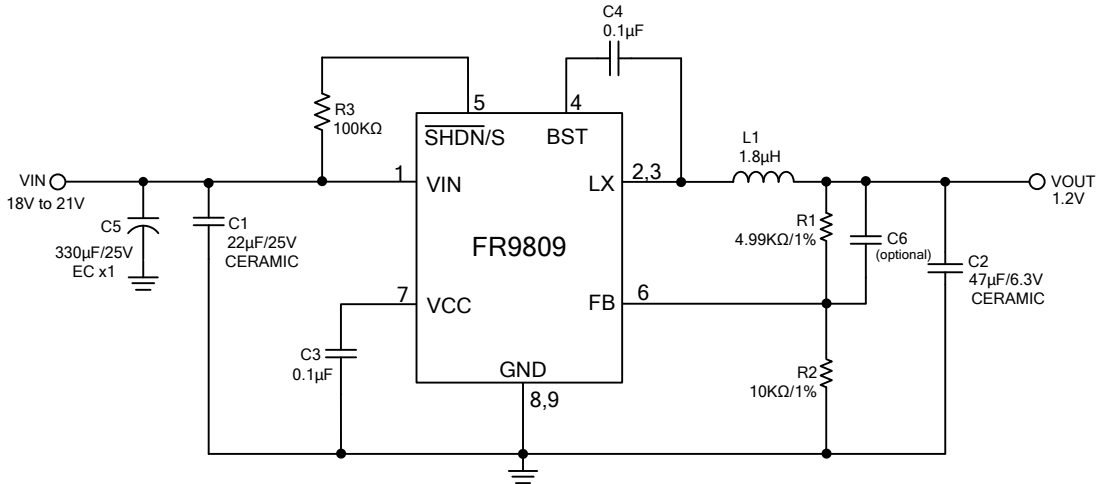 C4
0.1µF
R3
100KΩ
5
4
SHDN/S
BST
L1
1.8µH
VIN
18V to 21V
1
VIN
LX
2,3
VOUT
1.2V
C5
330µF/25V
EC x1
C1
22µF/25V
CERAMIC
FR9809
R1
4.99KΩ/1%
C6
(optional)
C2
47µF/6.3V
CERAMIC
7
VCC
FB
6
C3
0.1µF
GND
8,9
R2
10KΩ/1%